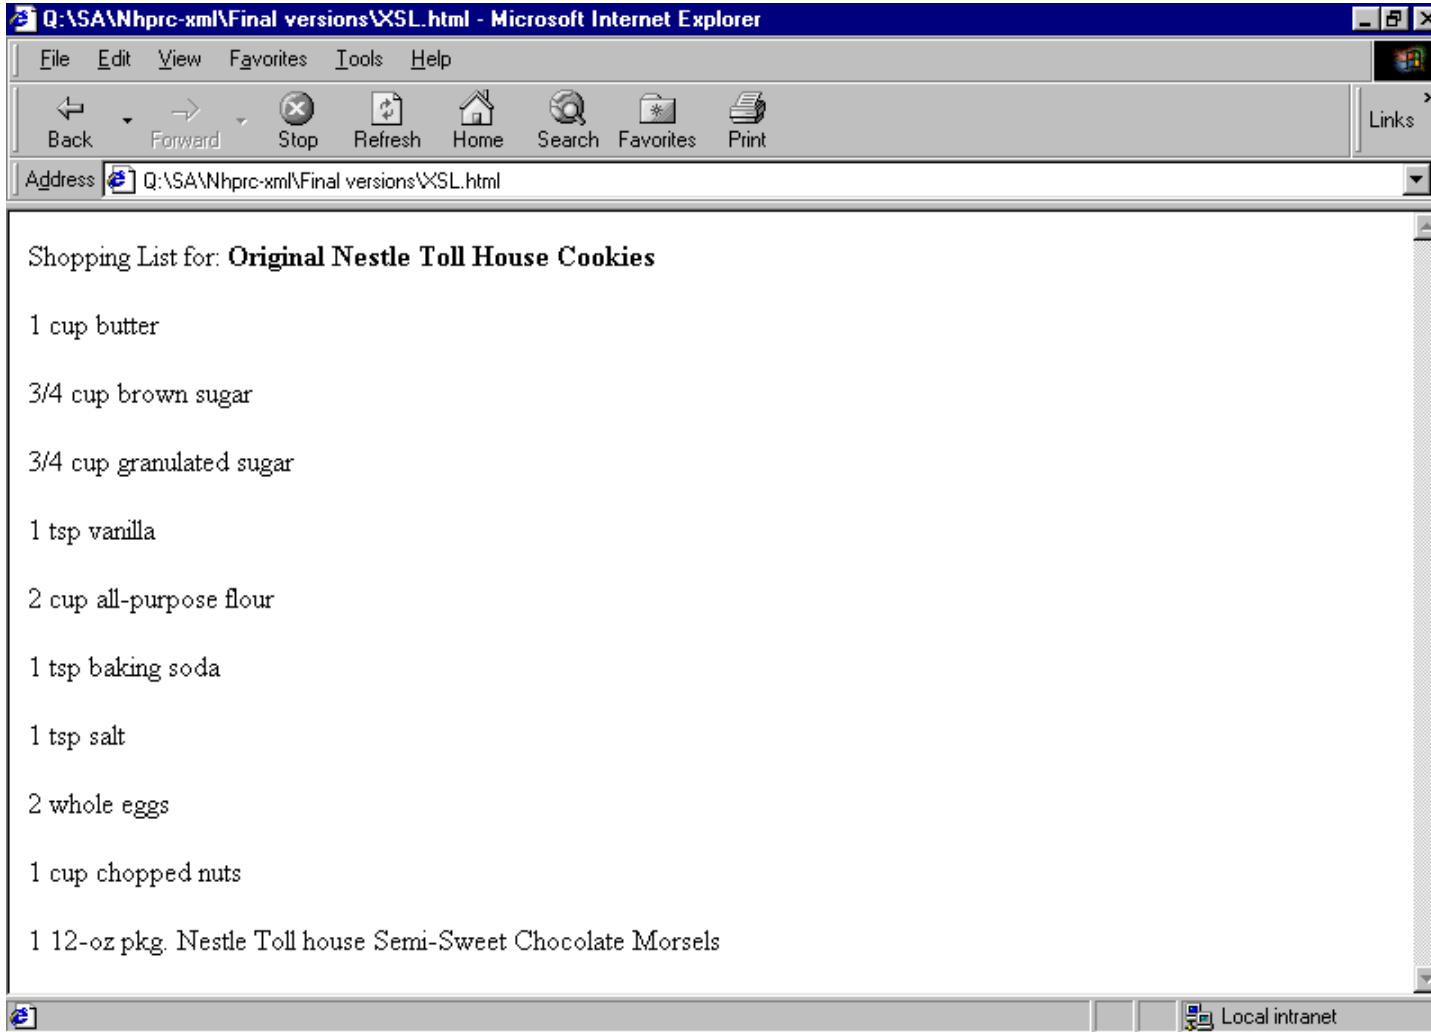 Q:\SA\Nhprc-xml\Final versions\XSL.html - Microsoft Internet Explorer
File Edit View Favorites Tools Help
Back Forward Stop Refresh Home Search Favorites Print Links
Address Q:\SA\Nhprc-xml\Final versions\XSL.html
Shopping List for: Original Nestle Toll House Cookies
1 cup butter
3/4 cup brown sugar
3/4 cup granulated sugar
1 tsp vanilla
2 cup all-purpose flour
1 tsp baking soda
1 tsp salt
2 whole eggs
1 cup chopped nuts
1 12-oz pkg. Nestle Toll house Semi-Sweet Chocolate Morsels
Local intranet